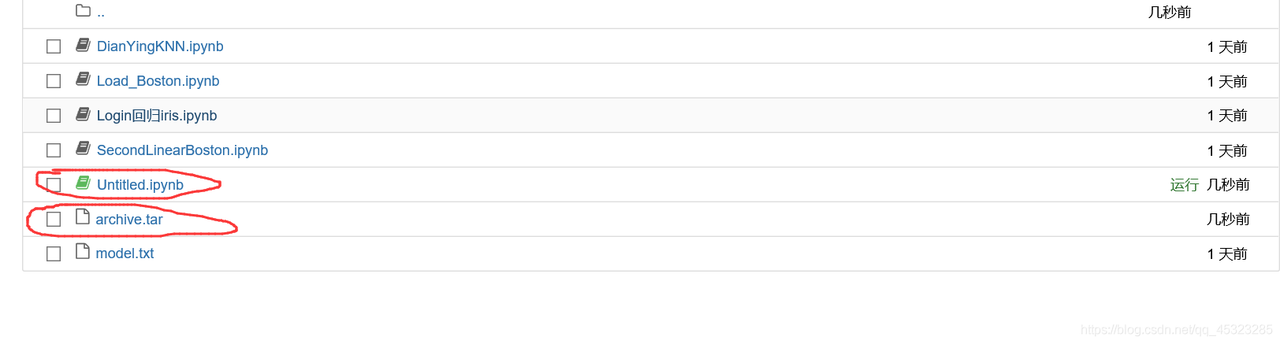 .. 几秒前
DianYingKNN.ipynb 1 天前
Load_Boston.ipynb 1 天前
Login回归iris.ipynb 1 天前
SecondLinearBoston.ipynb 1 天前
Untitled.ipynb 运行 几秒前
archive.tar 几秒前
model.txt 1 天前
https://blog.csdn.net/qq_45323285